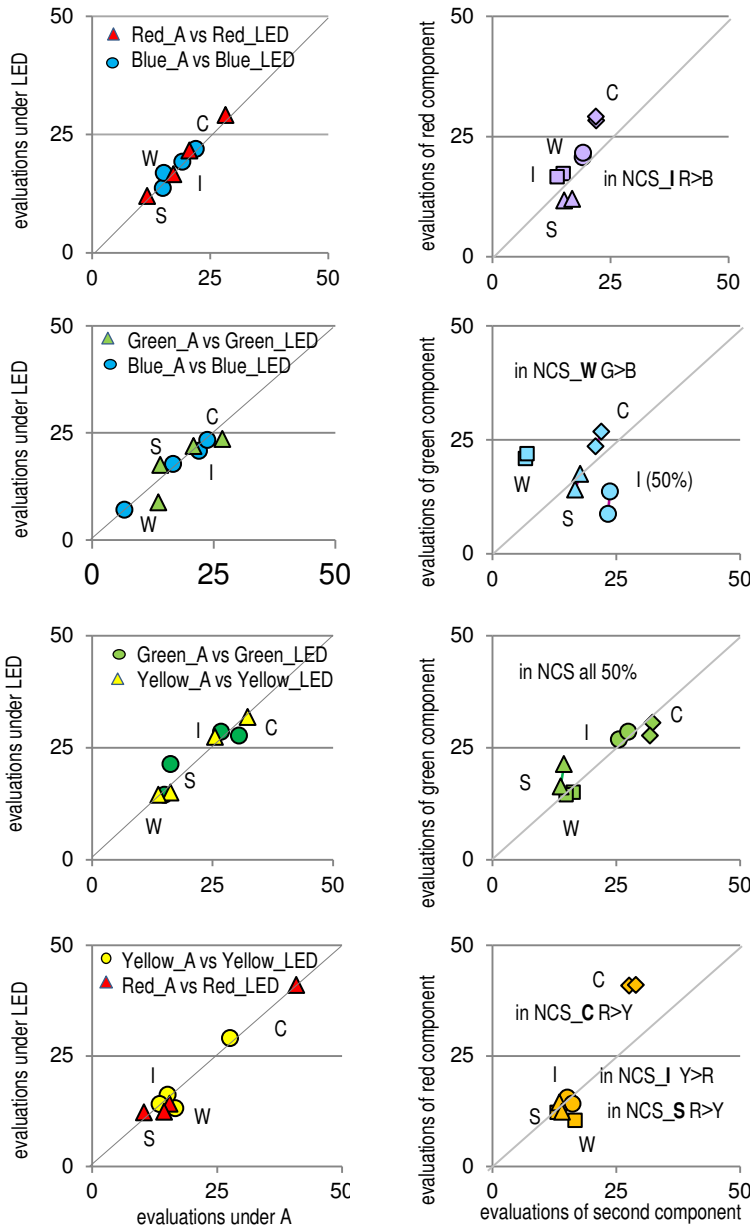 50
25
0
0
25
50
evaluations under LED
Red_A vs Red_LED
Blue_A vs Blue_LED
C
W
I
S
50
25
0
0
25
50
evaluations of red component
C
W
I
in NCS_I R>B
S
50
25
0
0
25
50
evaluations under LED
Green_A vs Green_LED
Blue_A vs Blue_LED
C
S
I
W
50
25
0
0
25
50
evaluations of green component
in NCS_W G>B
C
W
I (50%)
S
50
25
0
0
25
50
evaluations under LED
Green_A vs Green_LED
Yellow_A vs Yellow_LED
I
C
S
W
50
25
0
0
25
50
evaluations of green component
in NCS all 50%
C
I
S
W
50
25
0
0
25
50
evaluations under LED
Yellow_A vs Yellow_LED
Red_A vs Red_LED
C
I
W
S
evaluations under A
50
25
0
0
25
50
evaluations of red component
C
in NCS_C R>Y
I
in NCS_I Y>R
S
in NCS_S R>Y
W
evaluations of second component